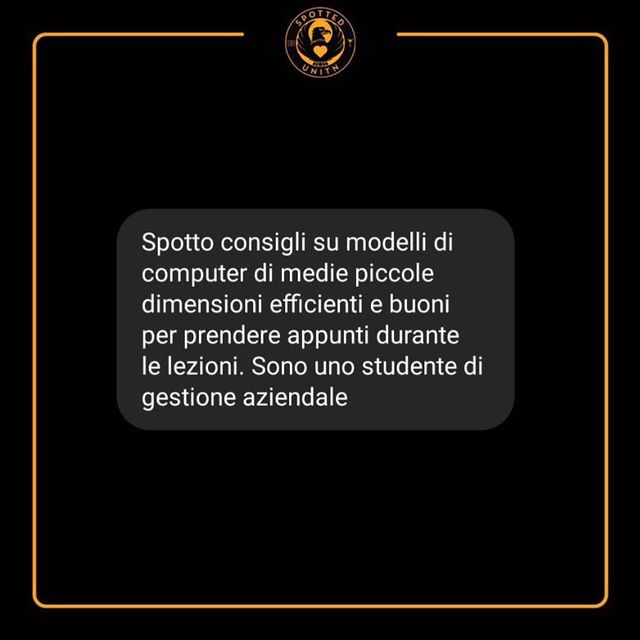 SPOTTED
UNITN
Spotto consigli su modelli di
computer di medie piccole
dimensioni efficienti e buoni
per prendere appunti durante
le lezioni. Sono uno studente di
gestione aziendale